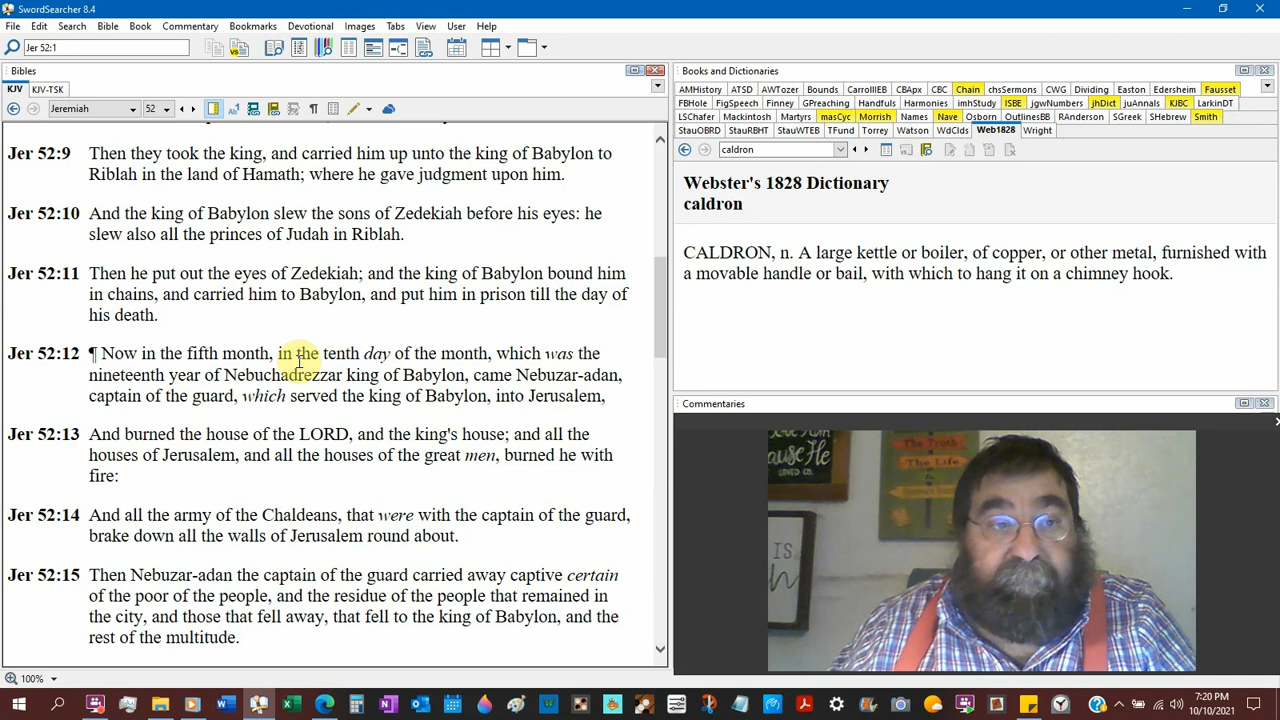 SwordSearcher 8.4
File Edit Search Bible Book Commentary Bookmarks Devotional Images Tabs View User Help
Jer 52:1
Bibles
KJV KJV-TSK
Jeremiah 52
Jer 52:9 Then they took the king, and carried him up unto the king of Babylon to
Riblah in the land of Hamath; where he gave judgment upon him.
Jer 52:10 And the king of Babylon slew the sons of Zedekiah before his eyes: he
slew also all the princes of Judah in Riblah.
Jer 52:11 Then he put out the eyes of Zedekiah; and the king of Babylon bound him
in chains, and carried him to Babylon, and put him in prison till the day of
his death.
Jer 52:12 ¶ Now in the fifth month, in the tenth day of the month, which was the
nineteenth year of Nebuchadrezzar king of Babylon, came Nebuzar-adan,
captain of the guard, which served the king of Babylon, into Jerusalem,
Jer 52:13 And burned the house of the LORD, and the king's house; and all the
houses of Jerusalem, and all the houses of the great men, burned he with
fire:
Jer 52:14 And all the army of the Chaldeans, that were with the captain of the guard,
brake down all the walls of Jerusalem round about.
Jer 52:15 Then Nebuzar-adan the captain of the guard carried away captive certain
of the poor of the people, and the residue of the people that remained in
the city, and those that fell away, that fell to the king of Babylon, and the
rest of the multitude.
100%
Books and Dictionaries
AMHistory ATSD AWTozer Bounds CarrollIEB CBApx CBC Chain chsSermons CWG Dividing Easton Edersheim Fausset
FBHole FigSpeech Finney GPreaching Handfuls Harmonies imhStudy ISBE jgwNumbers jhDict juAnnals KJBC LarkinDT
LSChafer Mackintosh Martyrs masCyc Morrish Names Nave Osborn OutlinesBB RAnderson SGreek SHebrew Smith
StauOBRD StauRBHT StauWTEB TFund Torrey Watson WdClds Web1828 Wright
caldron
Webster's 1828 Dictionary
caldron
CALDRON, n. A large kettle or boiler, of copper, or other metal, furnished with
a movable handle or bail, with which to hang it on a chimney hook.
Commentaries
cause He
LOVED
The Truth
The Life
IS
7:20 PM
10/10/2021